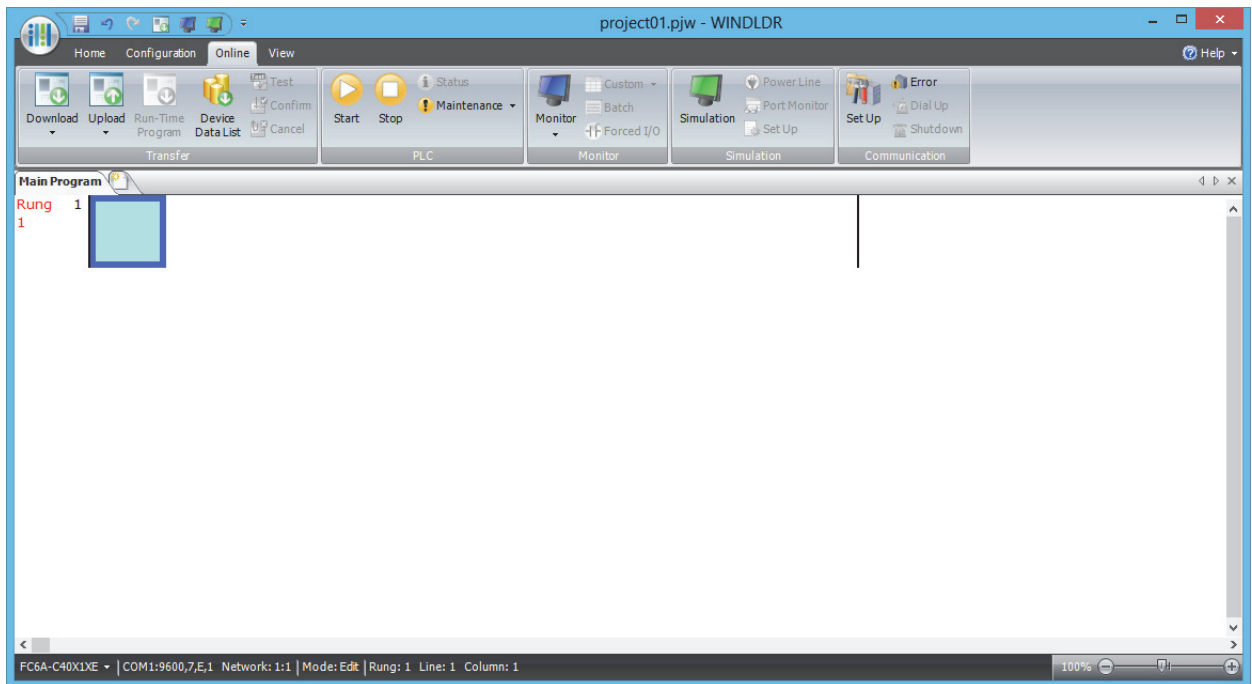 project01.pjw - WINDLDR
Home Configuration Online View Help
Download Upload Run-Time Program Device Data List Test Confirm Cancel
Transfer
Start Stop Status Maintenance
PLC
Monitor Custom Batch Forced I/O
Monitor
Simulation Power Line Port Monitor Set Up
Simulation
Set Up Error Dial Up Shutdown
Communication
Main Program
Rung 1
1
FC6A-C40X1XE COM1:9600,7,E,1 Network: 1:1 Mode: Edit Rung: 1 Line: 1 Column: 1 100%